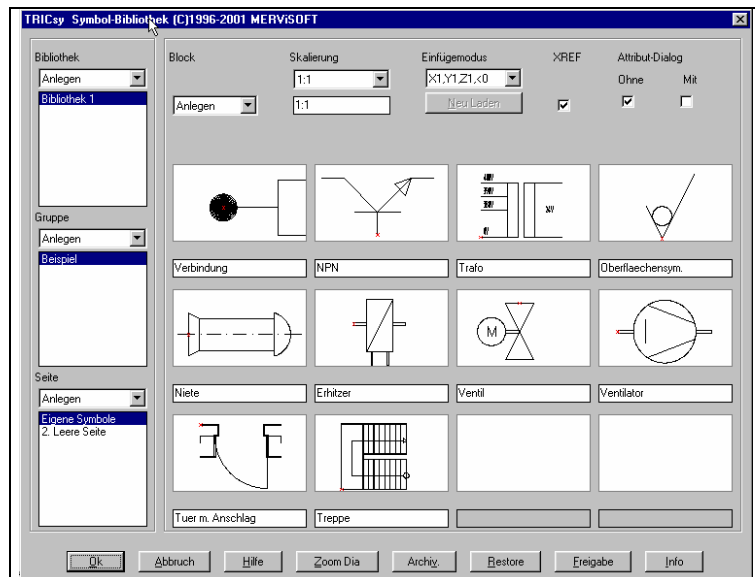 TRICsy Symbol-Bibliothek (C)1996-2001 MERViSOFT
Bibliothek
Anlegen
Bibliothek 1
Gruppe
Anlegen
Beispiel
Seite
Anlegen
Eigene Symbole
2. Leere Seite
Block
Skalierung
Einfügemodus
XREF
Attribut-Dialog
Anlegen
1:1
1:1
X1,Y1,Z1,<0
Neu Laden
Ohne
Mit
Verbindung
NPN
Trafo
Oberflaechensym.
M
Niete
Erhitzer
Ventil
Ventilator
Tuer m. Anschlag
Treppe
Ok
Abbruch
Hilfe
Zoom Dia
Archiv.
Restore
Freigabe
Info